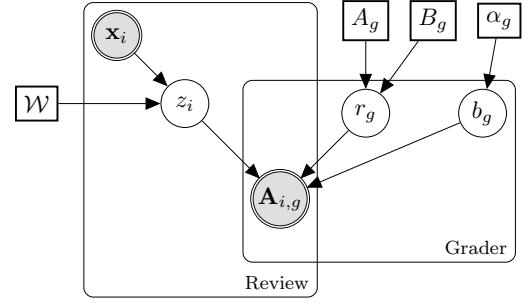 x_i
A_g
B_g
α_g
𝒲
z_i
r_g
b_g
A_{i,g}
Grader
Review